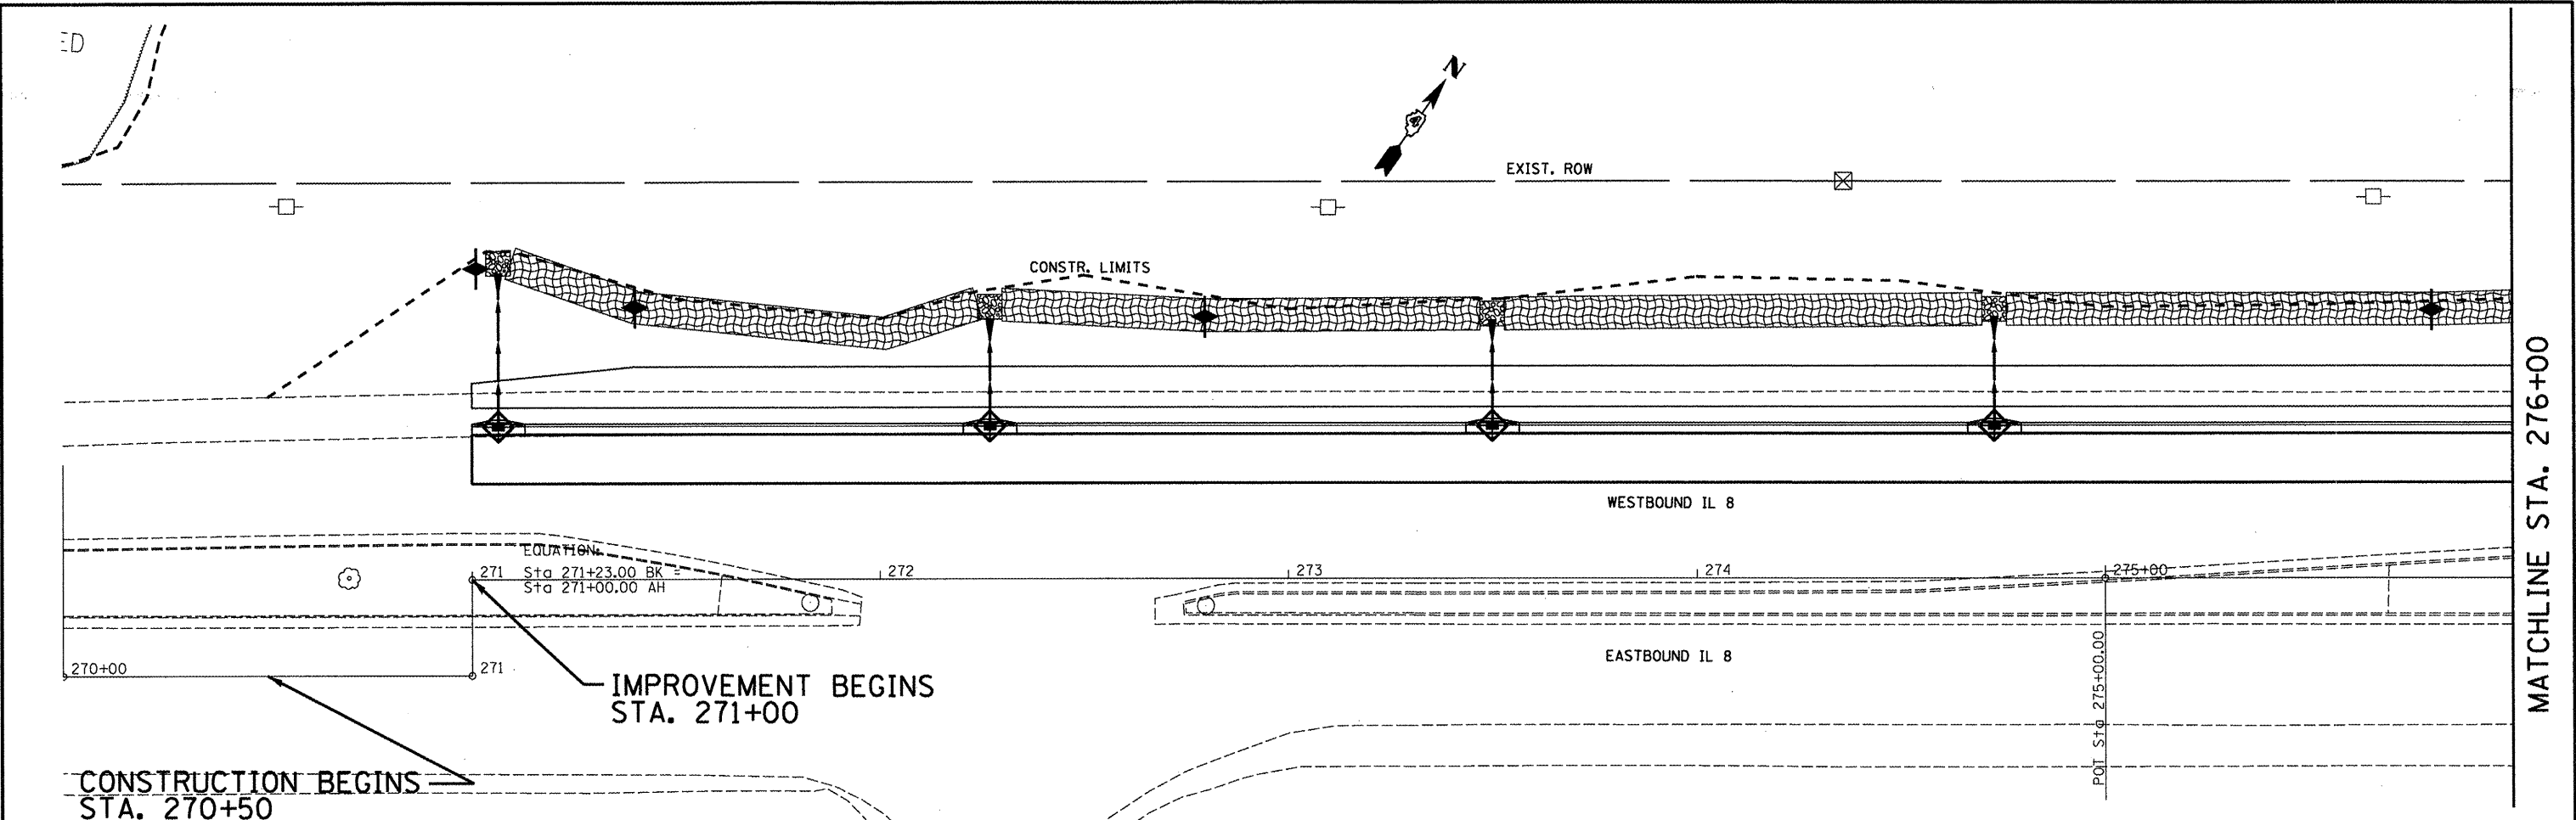 ED
N
EXIST. ROW
CONSTR. LIMITS
WESTBOUND IL 8
EQUATION:
271 Sta 271+23.00 BK =
Sta 271+00.00 AH
272
273
274
275+00
270+00
271
EASTBOUND IL 8
IMPROVEMENT BEGINS
STA. 271+00
POT Sta 275+00.00
CONSTRUCTION BEGINS
STA. 270+50
MATCHLINE STA. 276+00